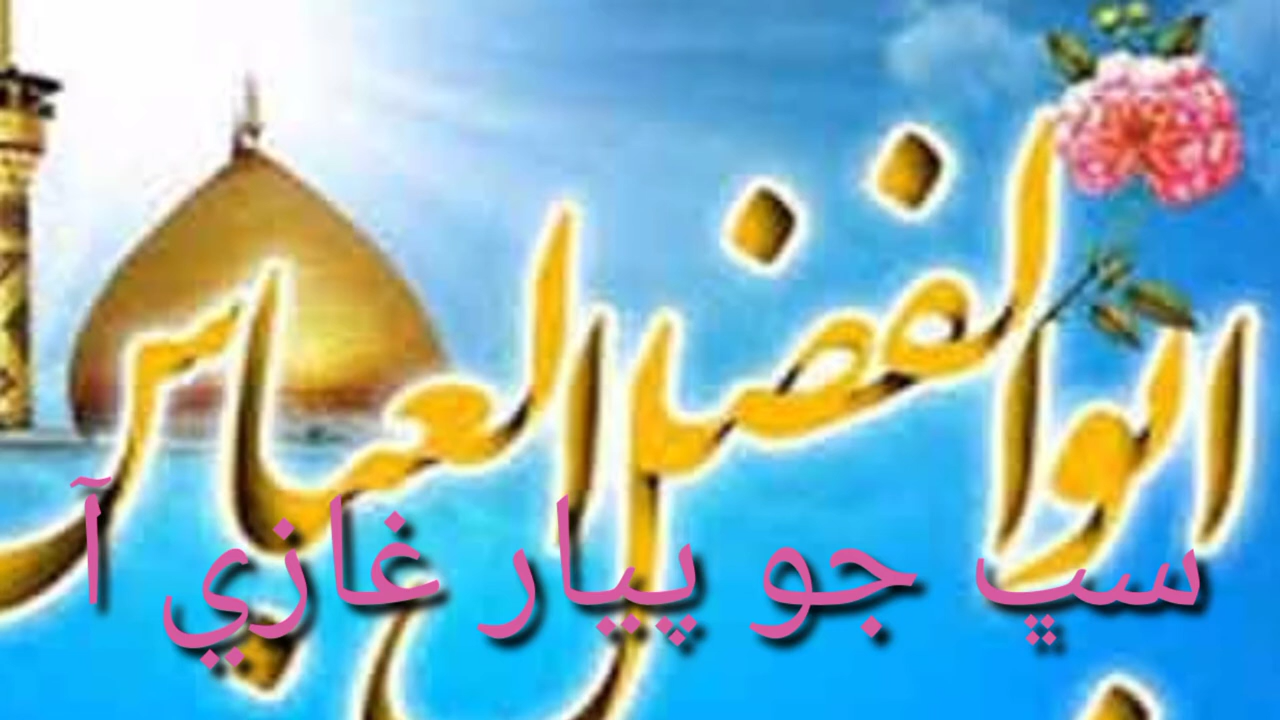 ابوالفضل العباس
سڀ جو پيار غازي آ